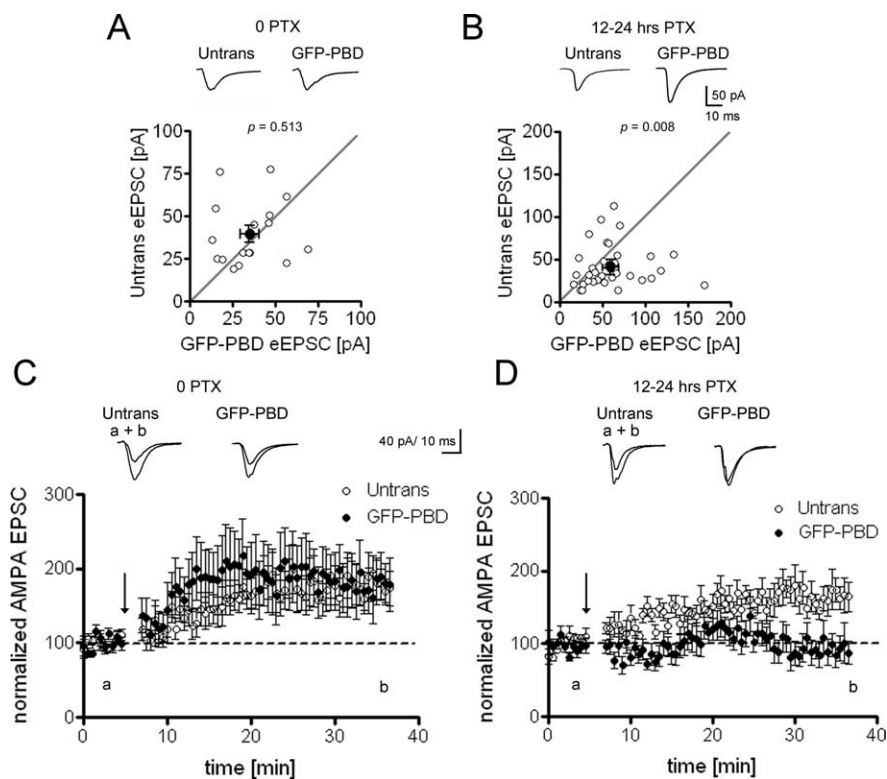 A
0 PTX
Untrans GFP-PBD
p = 0.513
100
75
50
25
0
0 25 50 75 100
Untrans eEPSC [pA]
GFP-PBD eEPSC [pA]
B
12-24 hrs PTX
Untrans GFP-PBD
50 pA
10 ms
p = 0.008
200
150
100
50
0
0 50 100 150 200
Untrans eEPSC [pA]
GFP-PBD eEPSC [pA]
C
0 PTX
Untrans GFP-PBD
a + b
40 pA/ 10 ms
Untrans
GFP-PBD
300
200
100
0
a b
0 10 20 30 40
normalized AMPA EPSC
time [min]
D
12-24 hrs PTX
Untrans GFP-PBD
a + b
Untrans
GFP-PBD
300
200
100
0
a b
0 10 20 30 40
normalized AMPA EPSC
time [min]